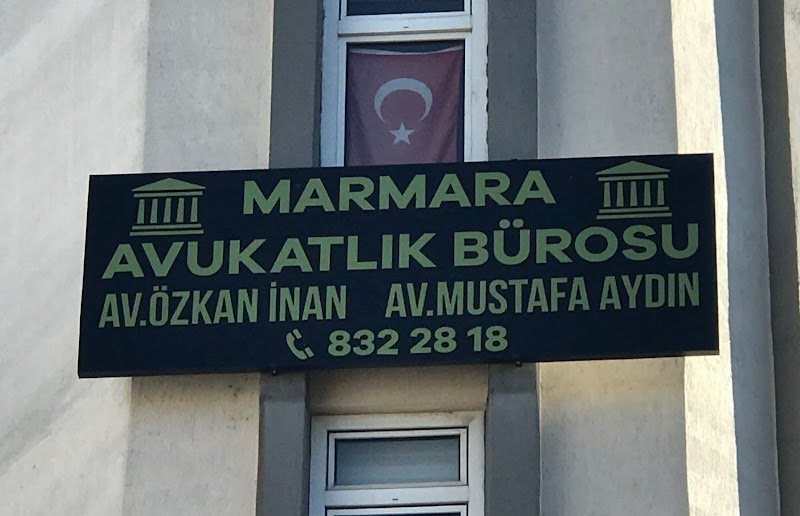 MARMARA
AVUKATLIK BÜROSU
AV.ÖZKAN İNAN AV.MUSTAFA AYDIN
832 28 18